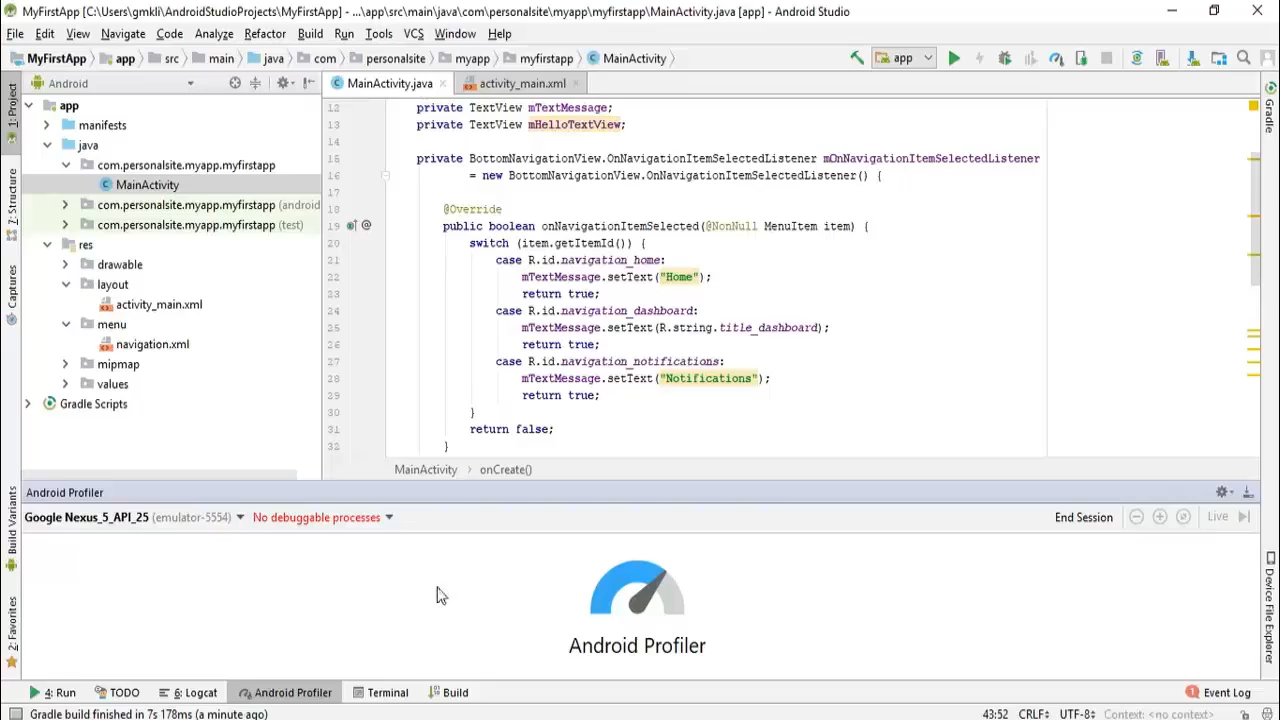 MyFirstApp [C:\Users\gmkli\AndroidStudioProjects\MyFirstApp] - ...\app\src\main\java\com\personalsite\myapp\myfirstapp\MainActivity.java [app] - Android Studio
File Edit View Navigate Code Analyze Refactor Build Run Tools VCS Window Help
MyFirstApp app src main java com personalsite myapp myfirstapp MainActivity app
1: Project
7: Structure
Captures
Build Variants
2: Favorites
Android
app
manifests
java
com.personalsite.myapp.myfirstapp
MainActivity
com.personalsite.myapp.myfirstapp (android
com.personalsite.myapp.myfirstapp (test)
res
drawable
layout
activity_main.xml
menu
navigation.xml
mipmap
values
Gradle Scripts
MainActivity.java activity_main.xml
12 private TextView mTextMessage;
13 private TextView mHelloTextView;
14
15 private BottomNavigationView.OnNavigationItemSelectedListener mOnNavigationItemSelectedListener
16 = new BottomNavigationView.OnNavigationItemSelectedListener() {
17
18 @Override
19 public boolean onNavigationItemSelected(@NonNull MenuItem item) {
20 switch (item.getItemId()) {
21 case R.id.navigation_home:
22 mTextMessage.setText("Home");
23 return true;
24 case R.id.navigation_dashboard:
25 mTextMessage.setText(R.string.title_dashboard);
26 return true;
27 case R.id.navigation_notifications:
28 mTextMessage.setText("Notifications");
29 return true;
30 }
31 return false;
32 }
MainActivity onCreate()
Gradle
Device File Explorer
Android Profiler
Google Nexus_5_API_25 (emulator-5554) No debuggable processes End Session Live
Android Profiler
4: Run TODO 6: Logcat Android Profiler Terminal Build 1 Event Log
Gradle build finished in 7s 178ms (a minute ago) 43:52 CRLF UTF-8 Context: <no context>